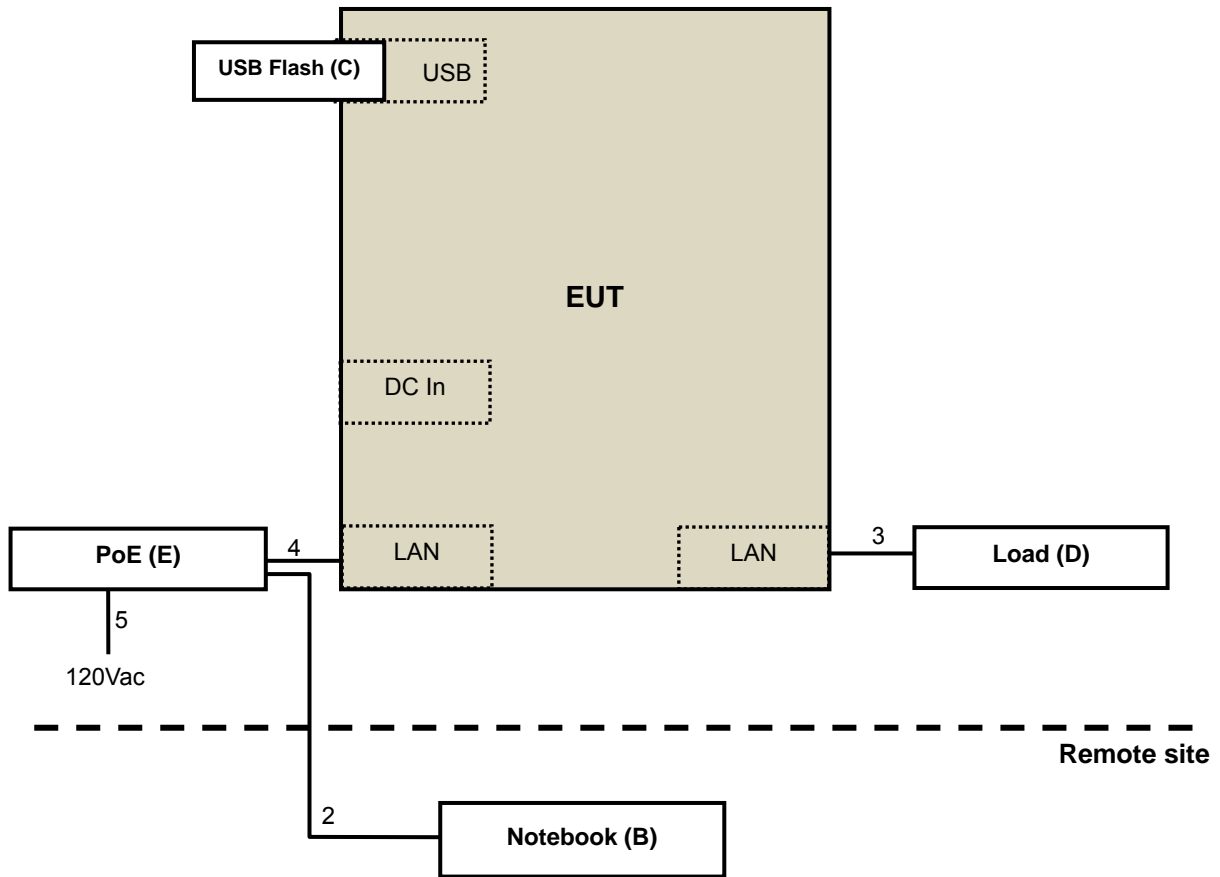 USB Flash (C)
USB
EUT
DC In
PoE (E)
4
LAN
LAN
3
Load (D)
5
120Vac
Remote site
2
Notebook (B)